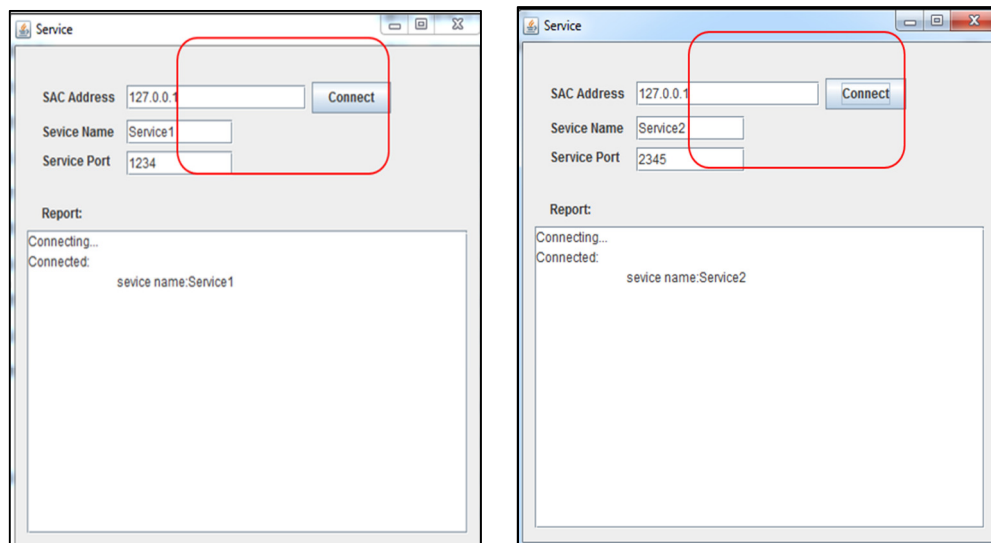 Service
SAC Address 127.0.0.1 Connect
Sevice Name Service1
Service Port 1234
Report:
Connecting...
Connected:
sevice name:Service1
Service
SAC Address 127.0.0.1 Connect
Sevice Name Service2
Service Port 2345
Report:
Connecting...
Connected:
sevice name:Service2